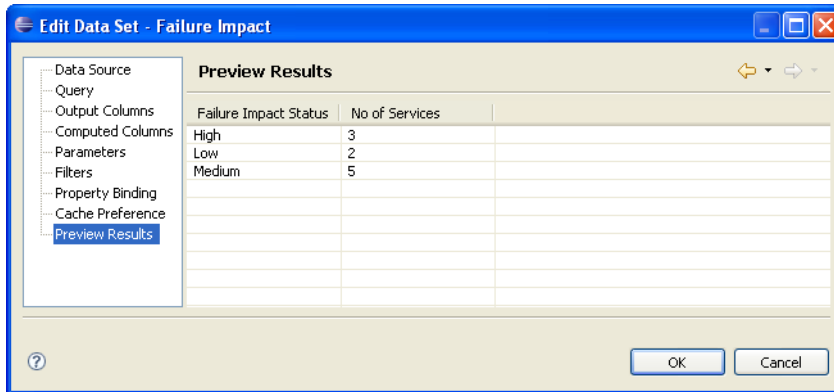 Edit Data Set - Failure Impact
Data Source
Query
Output Columns
Computed Columns
Parameters
Filters
Property Binding
Cache Preference
Preview Results
Preview Results
Failure Impact Status No of Services
High 3
Low 2
Medium 5
OK Cancel